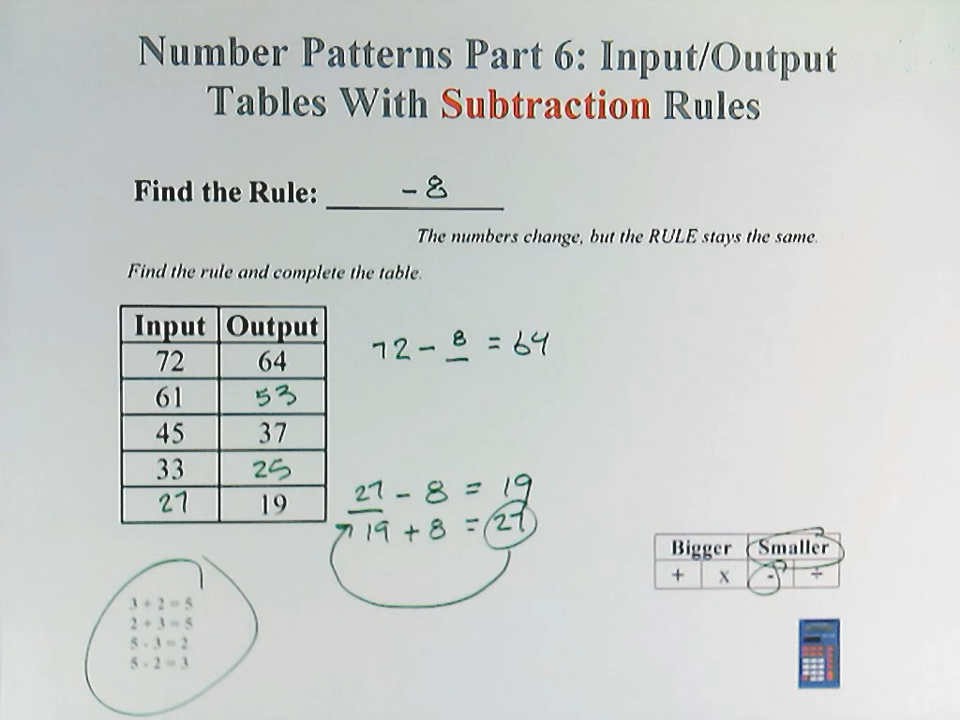 Number Patterns Part 6: Input/Output
Tables With Subtraction Rules
Find the Rule: - 8
The numbers change, but the RULE stays the same.
Find the rule and complete the table.
Input Output
72 64
61 53
45 37
33 25
27 19
72 - 8 = 64
27 - 8 = 19
19 + 8 = 27
Bigger Smaller
+ x - ÷
3 + 2 = 5
2 + 3 = 5
5 - 3 = 2
5 - 2 = 3